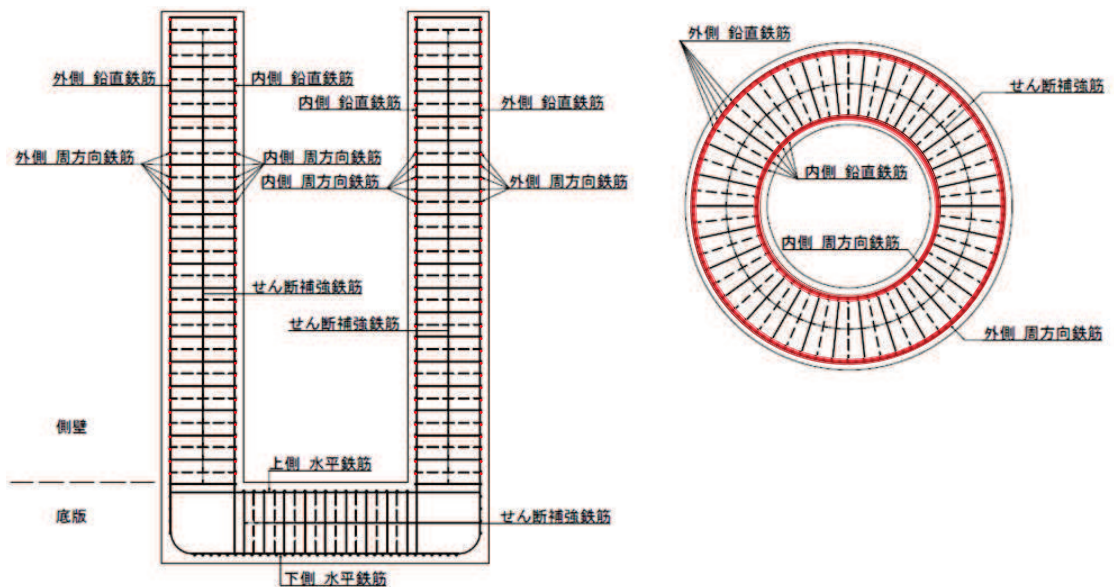 外側 鉛直鉄筋
内側 鉛直鉄筋
内側 鉛直鉄筋
外側 鉛直鉄筋
外側 周方向鉄筋
内側 周方向鉄筋
内側 周方向鉄筋
外側 周方向鉄筋
せん断補強鉄筋
せん断補強鉄筋
側壁
上側 水平鉄筋
底版
せん断補強鉄筋
下側 水平鉄筋
外側 鉛直鉄筋
せん断補強筋
内側 鉛直鉄筋
内側 周方向鉄筋
外側 周方向鉄筋